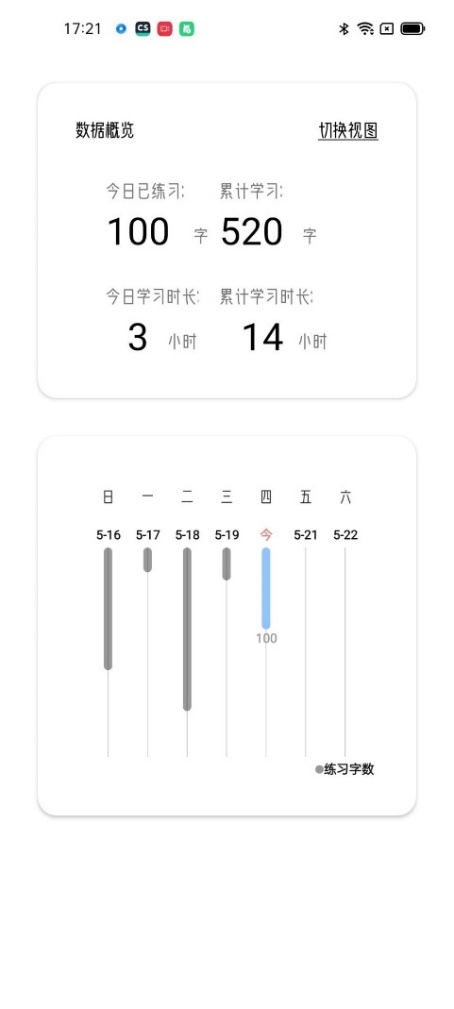 17:21
CS
数据概览 切换视图
今日已练习: 累计学习:
100 字 520 字
今日学习时长: 累计学习时长:
3 小时 14 小时
日 一 二 三 四 五 六
5-16 5-17 5-18 5-19 今 5-21 5-22
100
练习字数